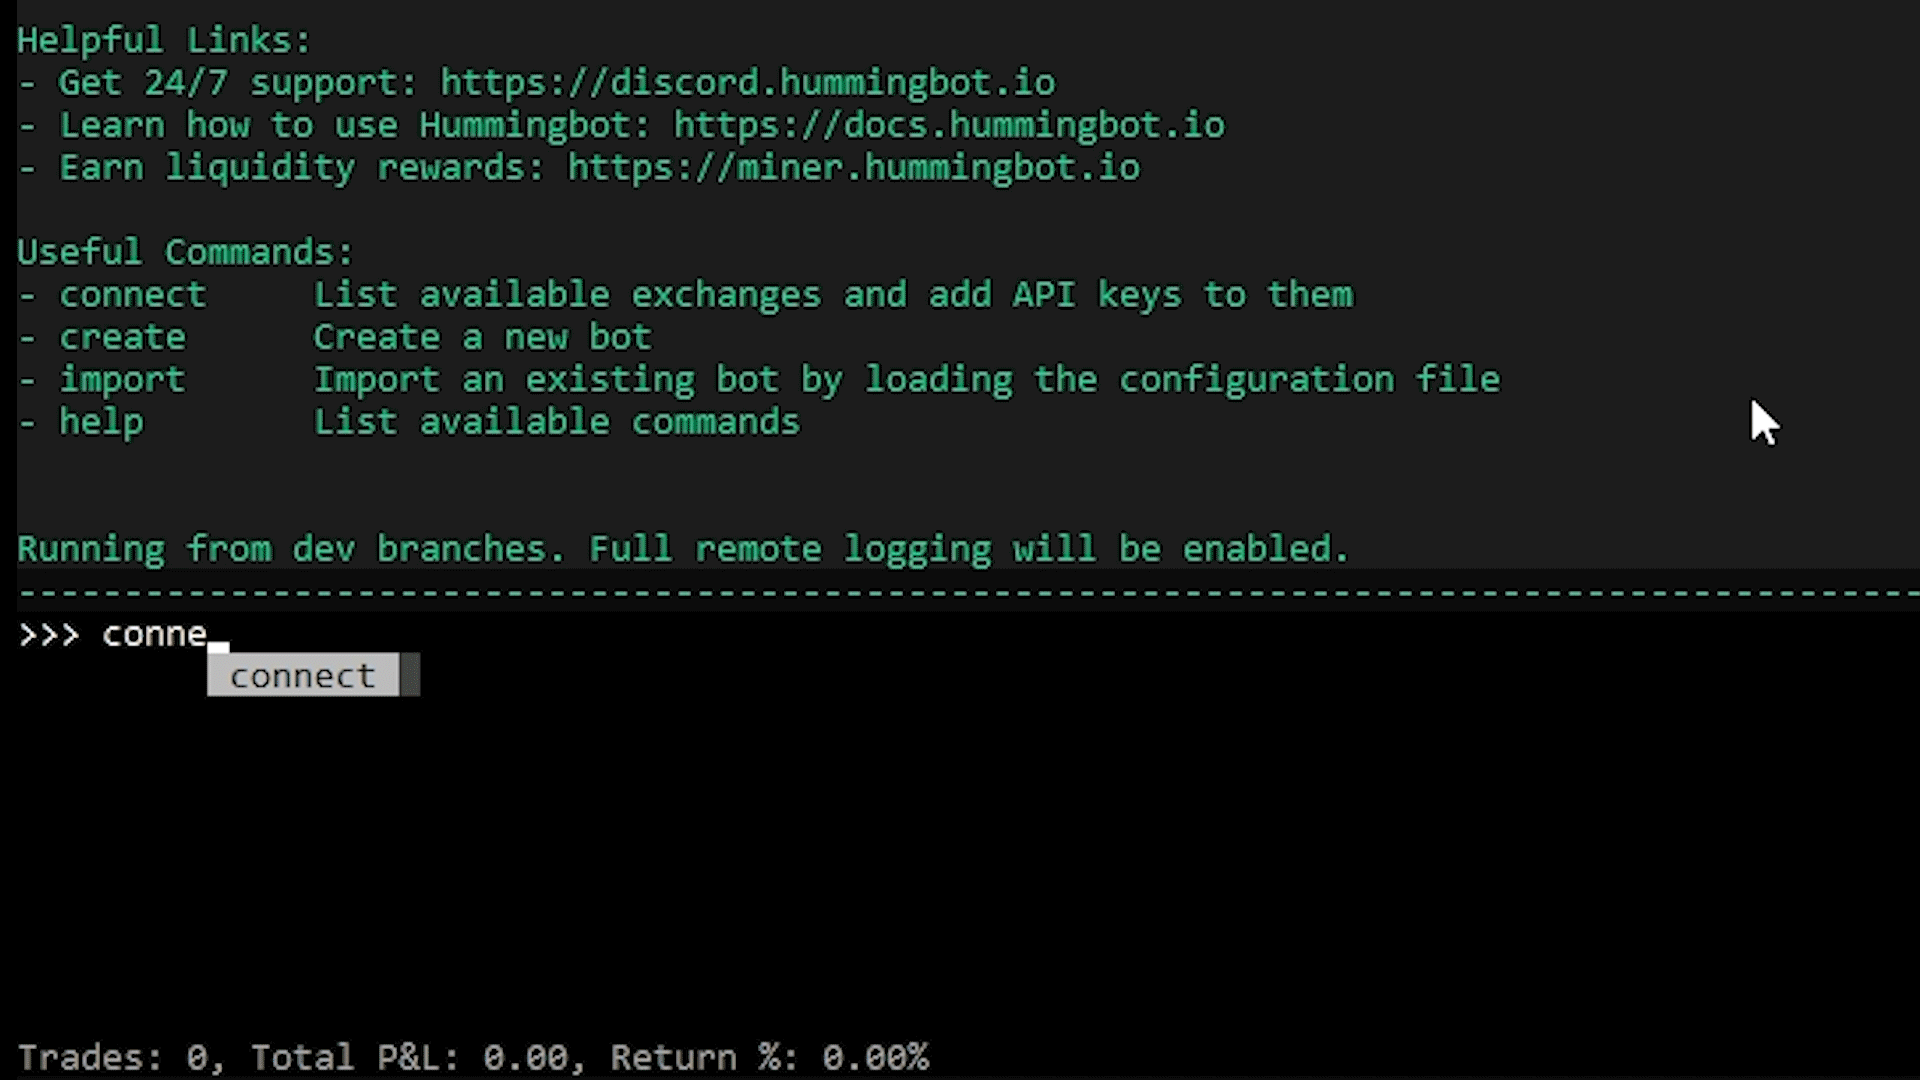 Helpful Links:
- Get 24/7 support: https://discord.hummingbot.io
- Learn how to use Hummingbot: https://docs.hummingbot.io
- Earn liquidity rewards: https://miner.hummingbot.io
Useful Commands:
- connect     List available exchanges and add API keys to them
- create      Create a new bot
- import      Import an existing bot by loading the configuration file
- help        List available commands
Running from dev branches. Full remote logging will be enabled.
>>> conne
connect
Trades: 0, Total P&L: 0.00, Return %: 0.00%